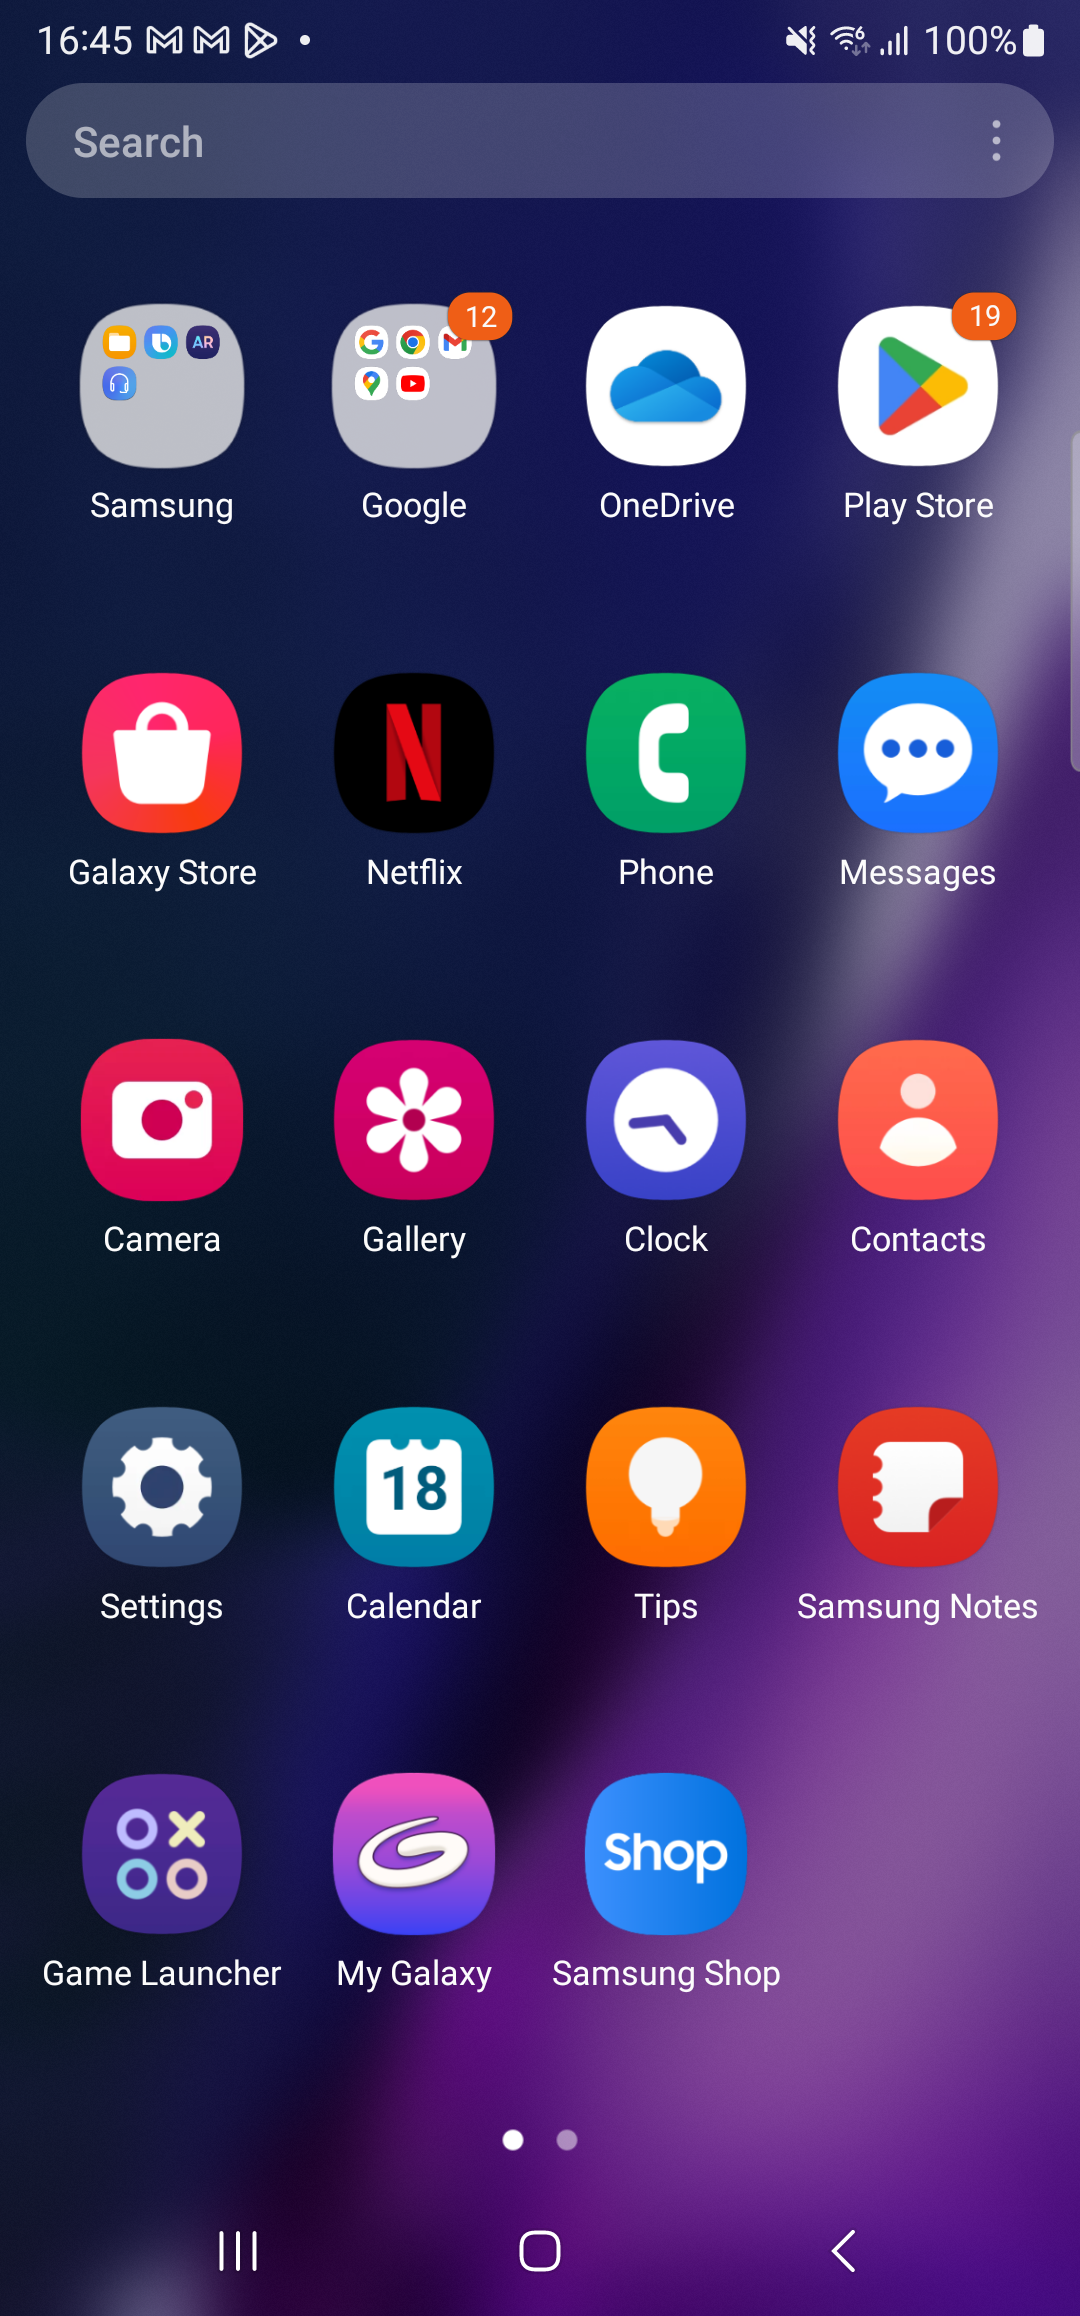 16:45 100%
Search
12 19
AR
Samsung Google OneDrive Play Store
Galaxy Store Netflix Phone Messages
Camera Gallery Clock Contacts
18
Settings Calendar Tips Samsung Notes
Shop
Game Launcher My Galaxy Samsung Shop